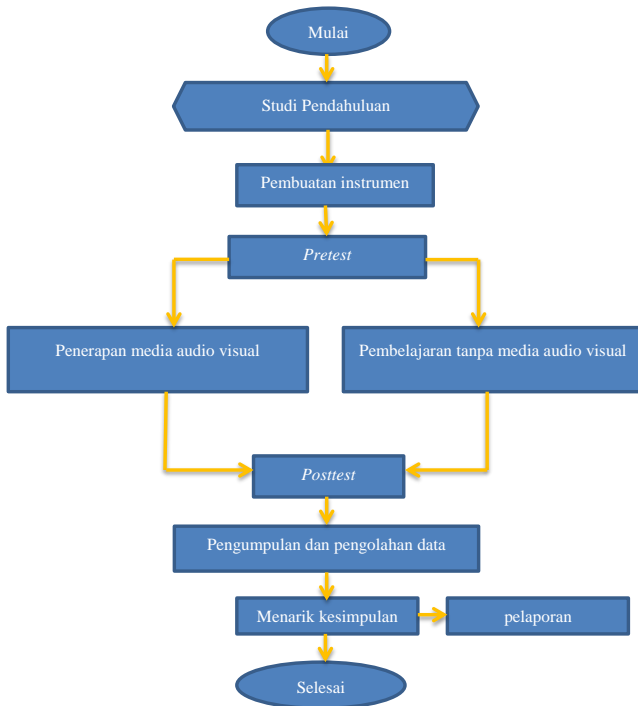 Mulai
Studi Pendahuluan
Pembuatan instrumen
Pretest
Penerapan media audio visual
Pembelajaran tanpa media audio visual
Posttest
Pengumpulan dan pengolahan data
Menarik kesimpulan
pelaporan
Selesai